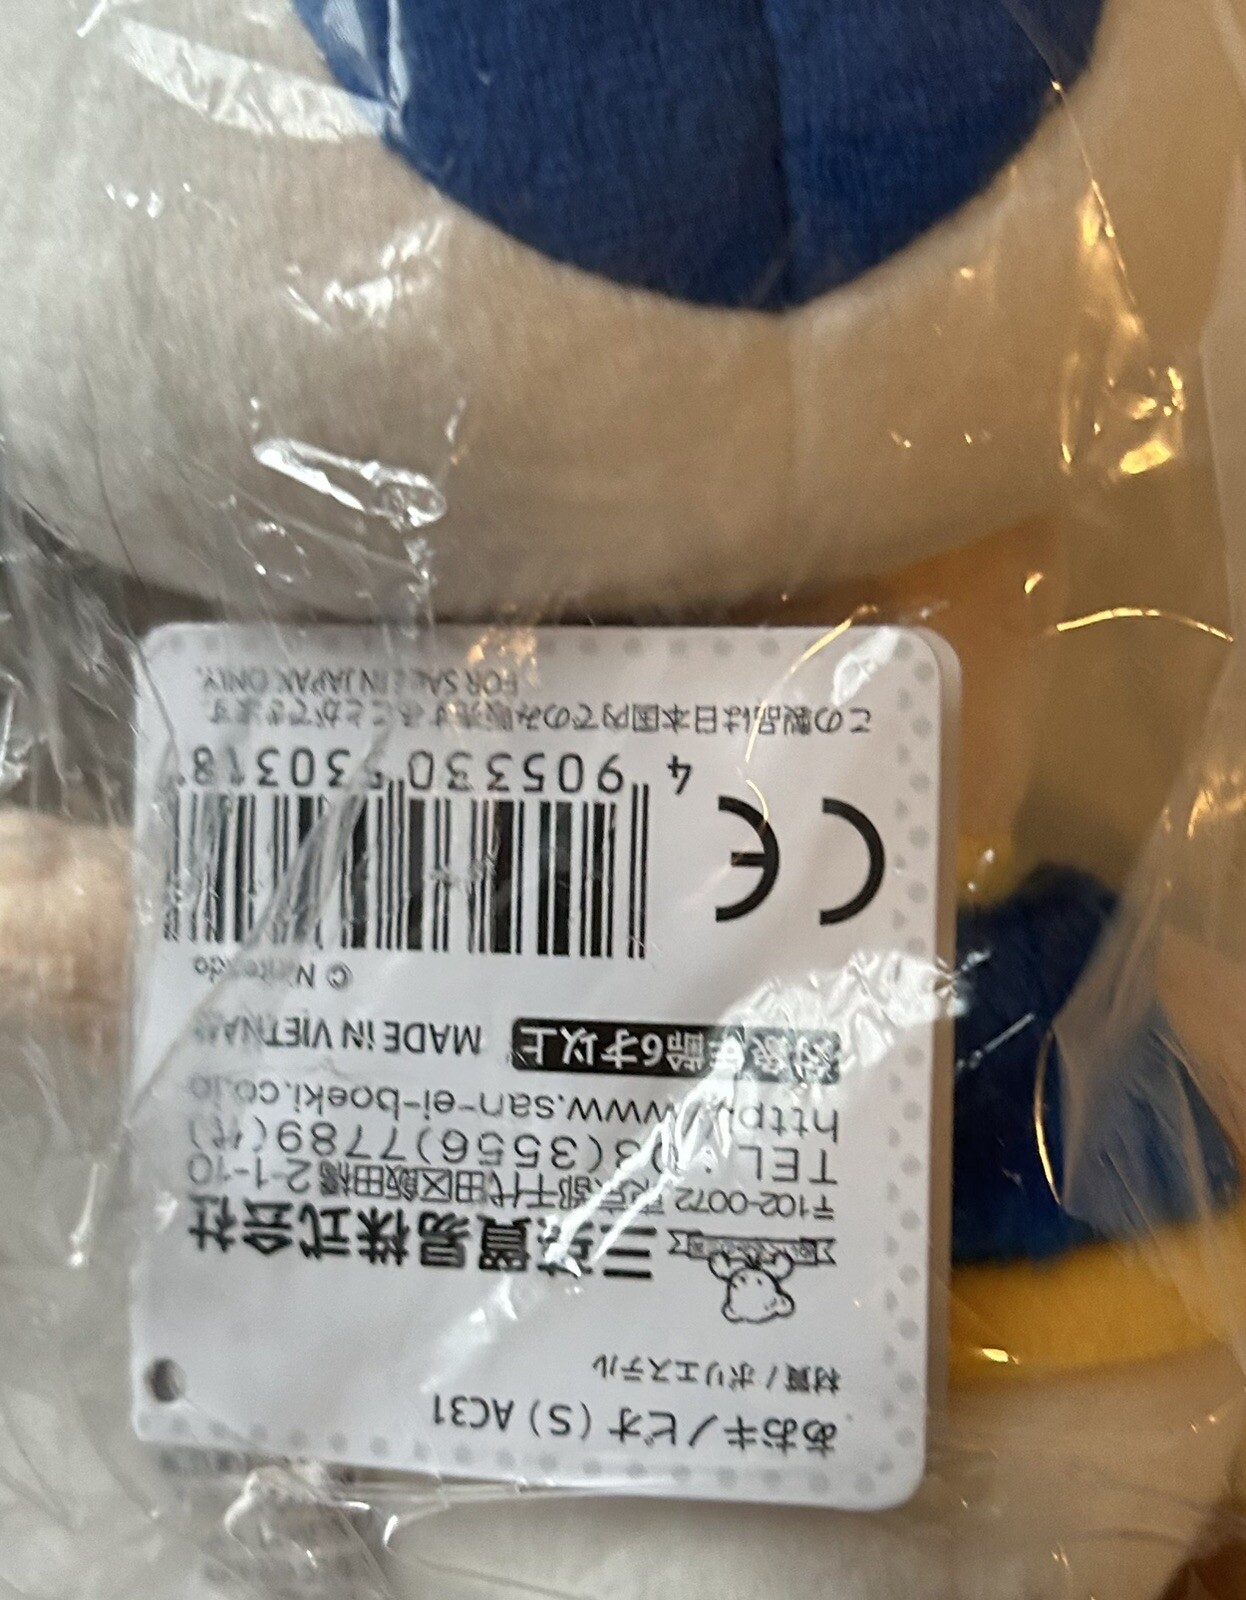 あおキノピオ (S) AC31
材質 / ポリエステル
三英貿易株式会社
〒102-0072 東京都千代田区飯田橋2-1-10
TEL:03(3556)7789(代)
http://www.san-ei-boeki.co.jp
対象年齢6才以上 MADE iN VIETNAM
© Nintendo
CE
4 905330 530318
この製品は日本国内でのみ販売することができます。
FOR SALE IN JAPAN ONLY.